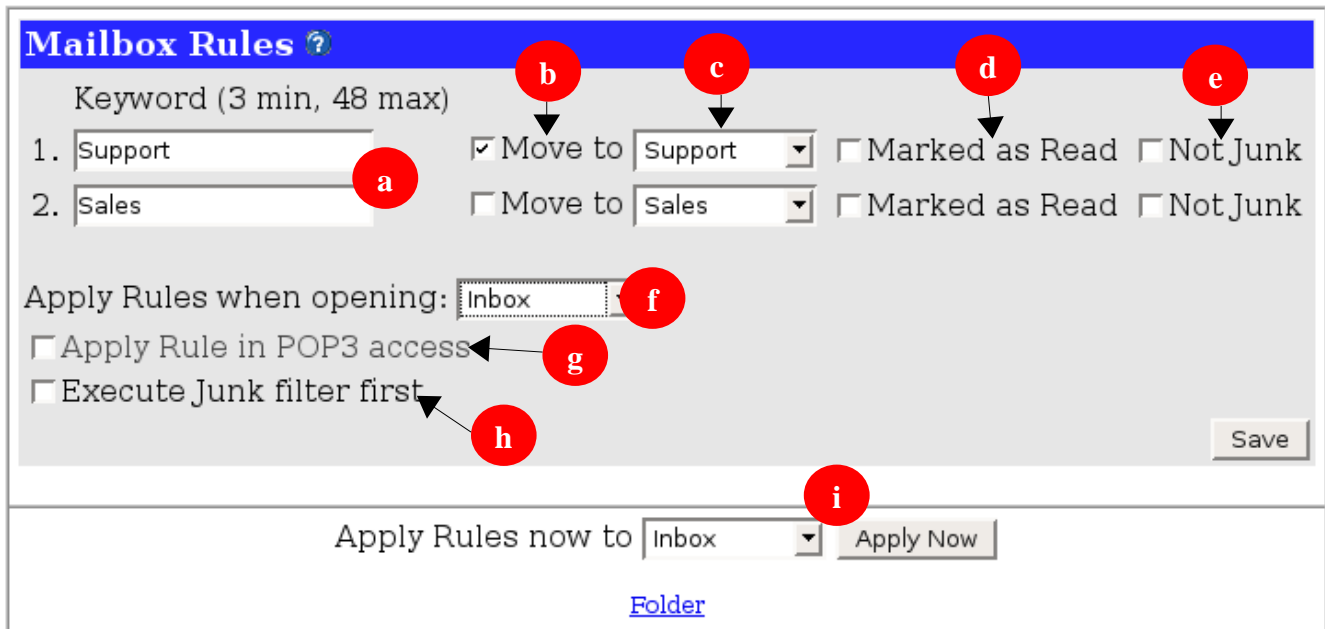 Mailbox Rules ?
b c d e
Keyword (3 min, 48 max)
1. Support Move to Support Marked as Read Not Junk
a
2. Sales Move to Sales Marked as Read Not Junk
Apply Rules when opening: Inbox f
Apply Rule in POP3 access g
Execute Junk filter first
h
Save
i
Apply Rules now to Inbox Apply Now
Folder